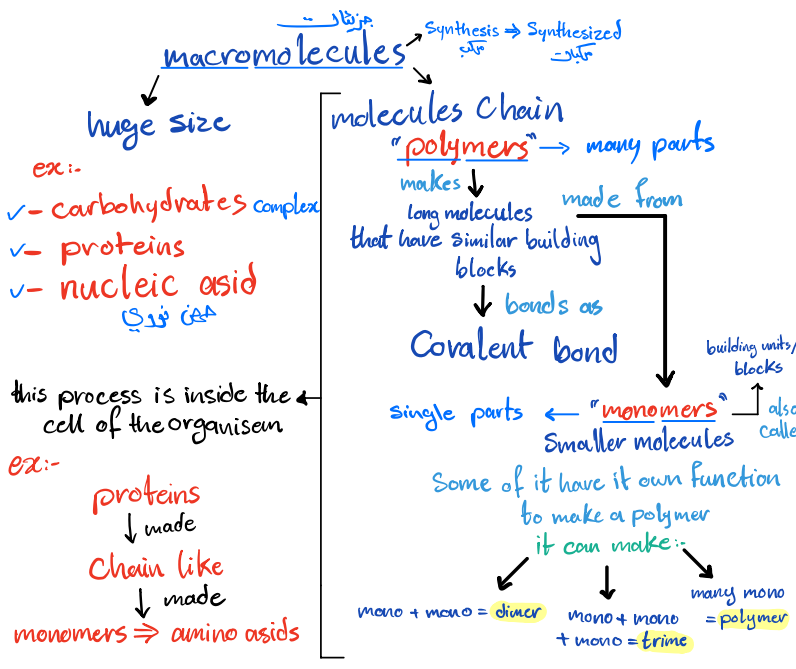 جزيئات
macromolecules
Synthesis ⇒ Synthesized
مركب
مركبات
huge size
ex:-
✓ - carbohydrates complex
✓ - proteins
✓ - nucleic asid
حمض نووي
molecules Chain
"polymers" → many parts
makes
long molecules
that have similar building
blocks
made from
bonds as
Covalent bond
building units/
blocks
also
calle
"monomers"
single parts
Smaller molecules
Some of it have it own function
to make a polymer
it can make:-
mono + mono = dimer
mono + mono
+ mono = trime
many mono
= polymer
this process is inside the
cell of the organisem
ex:-
proteins
made
Chain like
made
monomers ⇒ amino asids